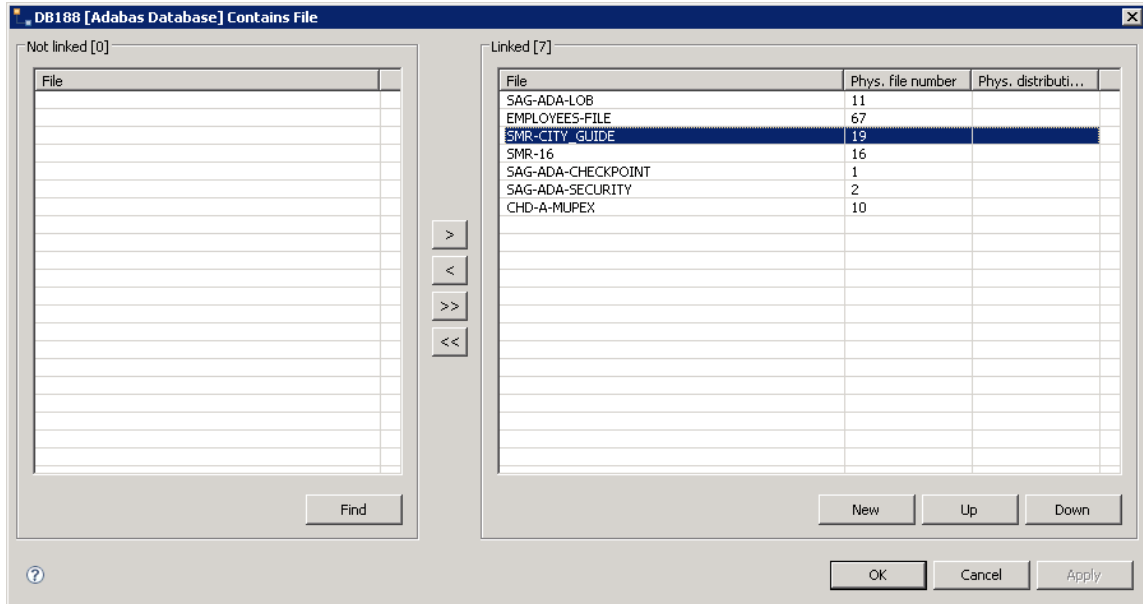 DB188 [Adabas Database] Contains File
Not linked [0]
File
>
<
>>
<<
Find
Linked [7]
File Phys. file number Phys. distributi...
SAG-ADA-LOB 11
EMPLOYEES-FILE 67
SMR-CITY_GUIDE 19
SMR-16 16
SAG-ADA-CHECKPOINT 1
SAG-ADA-SECURITY 2
CHD-A-MUPEX 10
New Up Down
? OK Cancel Apply